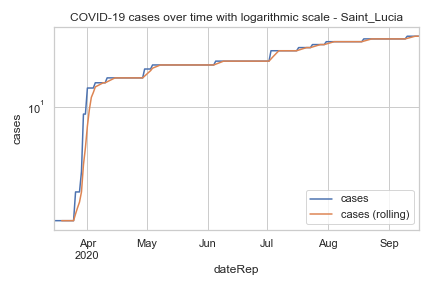 COVID-19 cases over time with logarithmic scale - Saint_Lucia
cases
10¹
Apr
2020
May
Jun
Jul
Aug
Sep
dateRep
cases
cases (rolling)